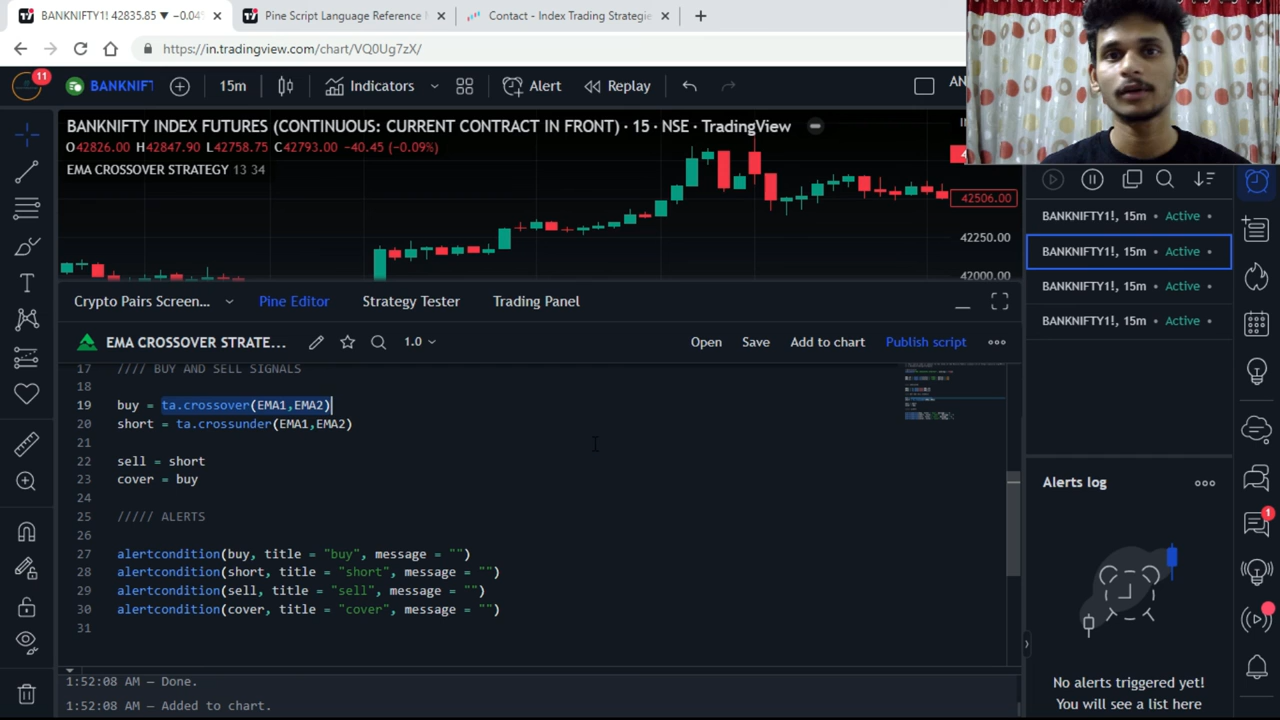 BANKNIFTY1! 42835.85 ▼ −0.04%
Pine Script Language Reference
Contact - Index Trading Strategie
https://in.tradingview.com/chart/VQ0Ug7zX/
11
BANKNIFT
15m
Indicators
Alert
Replay
BANKNIFTY INDEX FUTURES (CONTINUOUS: CURRENT CONTRACT IN FRONT) · 15 · NSE · TradingView
O42826.00 H42847.90 L42758.75 C42793.00 −40.45 (−0.09%)
EMA CROSSOVER STRATEGY 13 34
42506.00
42250.00
42000.00
BANKNIFTY1!, 15m • Active •
BANKNIFTY1!, 15m • Active •
BANKNIFTY1!, 15m • Active •
BANKNIFTY1!, 15m • Active •
Crypto Pairs Screen...
Pine Editor
Strategy Tester
Trading Panel
EMA CROSSOVER STRATE...
1.0
Open
Save
Add to chart
Publish script
17 //// BUY AND SELL SIGNALS
18
19 buy = ta.crossover(EMA1,EMA2)
20 short = ta.crossunder(EMA1,EMA2)
21
22 sell = short
23 cover = buy
24
25 ///// ALERTS
26
27 alertcondition(buy, title = "buy", message = "")
28 alertcondition(short, title = "short", message = "")
29 alertcondition(sell, title = "sell", message = "")
30 alertcondition(cover, title = "cover", message = "")
31
1:52:08 AM — Done.
1:52:08 AM — Added to chart.
Alerts log
1
No alerts triggered yet!
You will see a list here